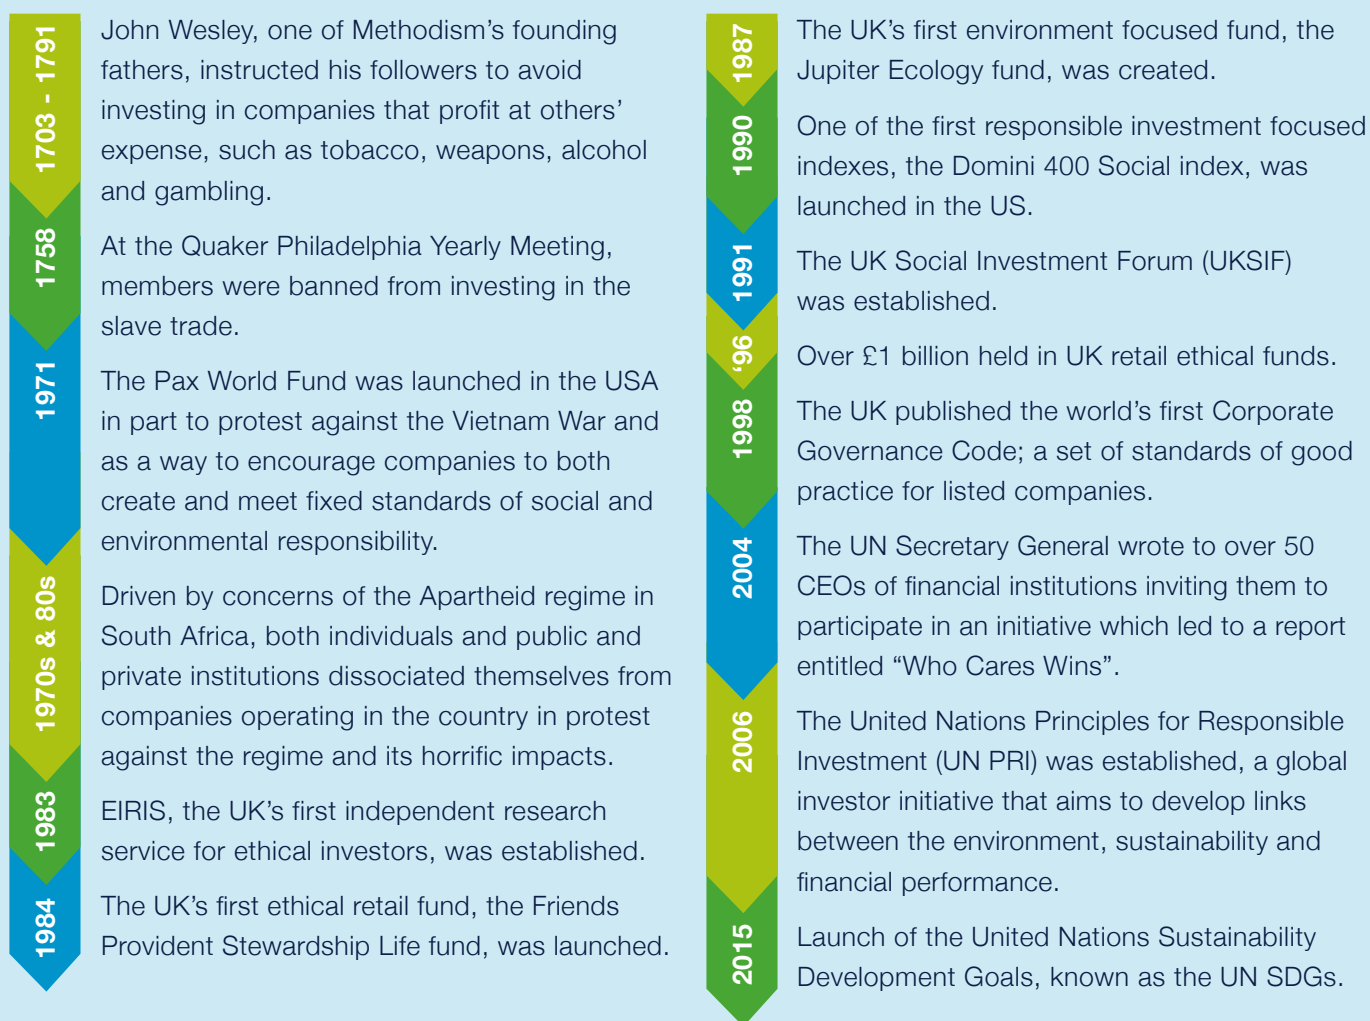 1703 - 1791
John Wesley, one of Methodism’s founding
fathers, instructed his followers to avoid
investing in companies that profit at others’
expense, such as tobacco, weapons, alcohol
and gambling.
1758
At the Quaker Philadelphia Yearly Meeting,
members were banned from investing in the
slave trade.
1971
The Pax World Fund was launched in the USA
in part to protest against the Vietnam War and
as a way to encourage companies to both
create and meet fixed standards of social and
environmental responsibility.
1970s & 80s
Driven by concerns of the Apartheid regime in
South Africa, both individuals and public and
private institutions dissociated themselves from
companies operating in the country in protest
against the regime and its horrific impacts.
1983
EIRIS, the UK’s first independent research
service for ethical investors, was established.
1984
The UK’s first ethical retail fund, the Friends
Provident Stewardship Life fund, was launched.
1987
The UK’s first environment focused fund, the
Jupiter Ecology fund, was created.
1990
One of the first responsible investment focused
indexes, the Domini 400 Social index, was
launched in the US.
1991
The UK Social Investment Forum (UKSIF)
was established.
‘96
Over £1 billion held in UK retail ethical funds.
1998
The UK published the world’s first Corporate
Governance Code; a set of standards of good
practice for listed companies.
2004
The UN Secretary General wrote to over 50
CEOs of financial institutions inviting them to
participate in an initiative which led to a report
entitled “Who Cares Wins”.
2006
The United Nations Principles for Responsible
Investment (UN PRI) was established, a global
investor initiative that aims to develop links
between the environment, sustainability and
financial performance.
2015
Launch of the United Nations Sustainability
Development Goals, known as the UN SDGs.